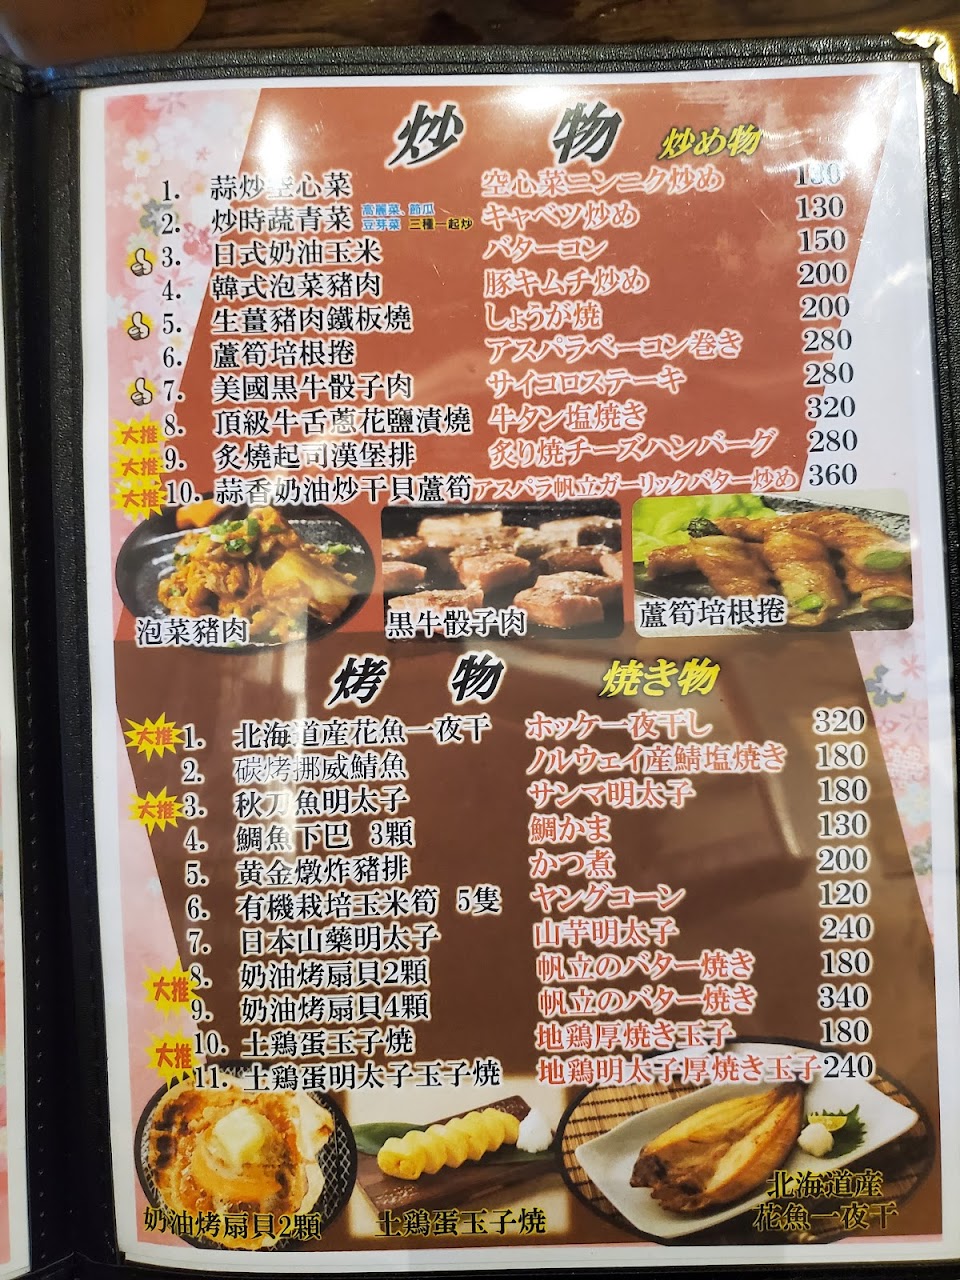 炒物 炒め物
1. 蒜炒空心菜 空心菜ニンニク炒め 130
2. 炒時蔬青菜 高麗菜、節瓜 豆芽菜 三種一起炒 キャベツ炒め 130
3. 日式奶油玉米 バターコン 150
4. 韓式泡菜豬肉 豚キムチ炒め 200
5. 生薑豬肉鐵板燒 しょうが焼 200
6. 蘆筍培根捲 アスパラベーコン巻き 280
7. 美國黒牛骰子肉 サイコロステーキ 280
大推 8. 頂級牛舌蔥花鹽漬燒 牛タン塩焼き 320
大推 9. 炙燒起司漢堡排 炙り焼チーズハンバーグ 280
大推 10. 蒜香奶油炒干貝蘆筍 アスパラ帆立ガーリックバター炒め 360
泡菜豬肉
黒牛骰子肉
蘆筍培根捲
烤物 焼き物
大推 1. 北海道産花魚一夜干 ホッケ一夜干し 320
2. 碳烤挪威鯖魚 ノルウェイ産鯖塩焼き 180
大推 3. 秋刀魚明太子 サンマ明太子 180
4. 鯛魚下巴 3顆 鯛かま 130
5. 黄金燉炸豬排 かつ煮 200
6. 有機栽培玉米筍 5隻 ヤングコーン 120
7. 日本山藥明太子 山芋明太子 240
大推 8. 奶油烤扇貝2顆 帆立のバター焼き 180
9. 奶油烤扇貝4顆 帆立のバター焼き 340
大推 10. 土鶏蛋玉子燒 地鶏厚焼き玉子 180
11. 土鶏蛋明太子玉子燒 地鶏明太子厚焼き玉子 240
奶油烤扇貝2顆
土鶏蛋玉子燒
北海道産
花魚一夜干